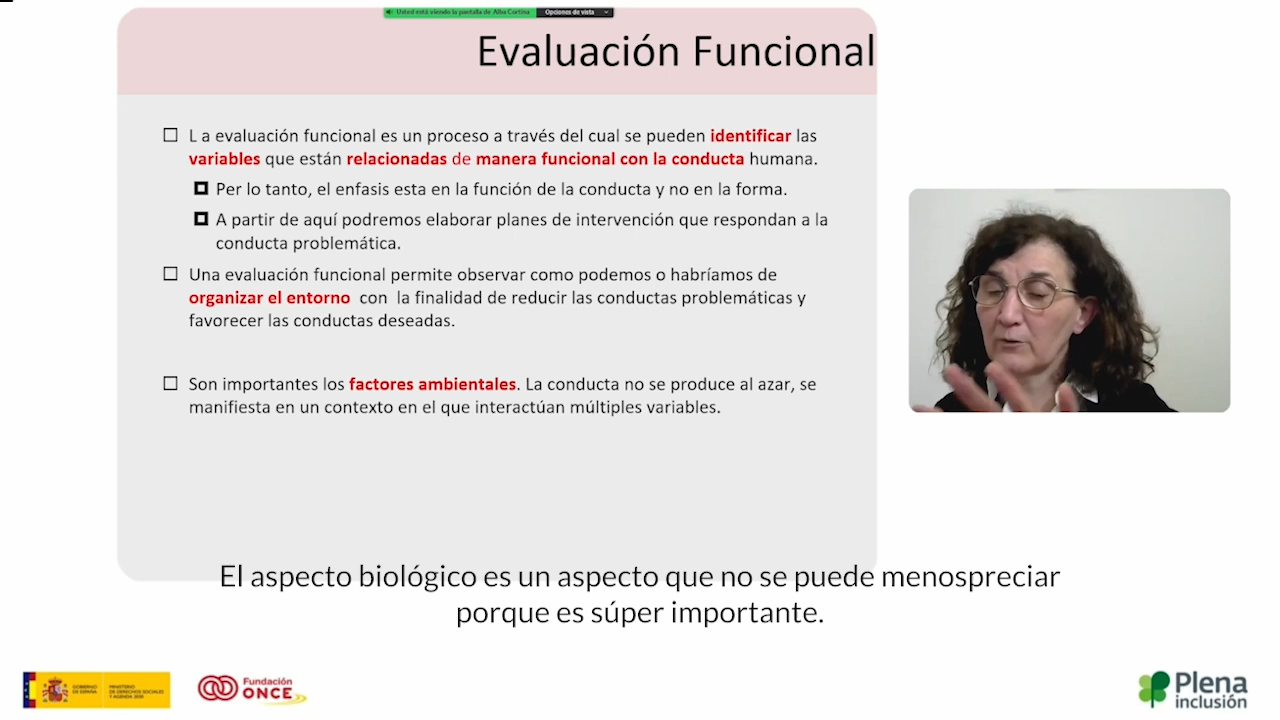 Usted está viendo la pantalla de Alba Cortina
Opciones de vista
Evaluación Funcional
L a evaluación funcional es un proceso a través del cual se pueden identificar las
variables que están relacionadas de manera funcional con la conducta humana.
Per lo tanto, el enfasis esta en la función de la conducta y no en la forma.
A partir de aquí podremos elaborar planes de intervención que respondan a la
conducta problemática.
Una evaluación funcional permite observar como podemos o habríamos de
organizar el entorno con la finalidad de reducir las conductas problemáticas y
favorecer las conductas deseadas.
Son importantes los factores ambientales. La conducta no se produce al azar, se
manifiesta en un contexto en el que interactúan múltiples variables.
El aspecto biológico es un aspecto que no se puede menospreciar
porque es súper importante.
GOBIERNO
DE ESPAÑA
MINISTERIO
DE DERECHOS SOCIALES
Y AGENDA 2030
Fundación
ONCE
Plena
inclusión